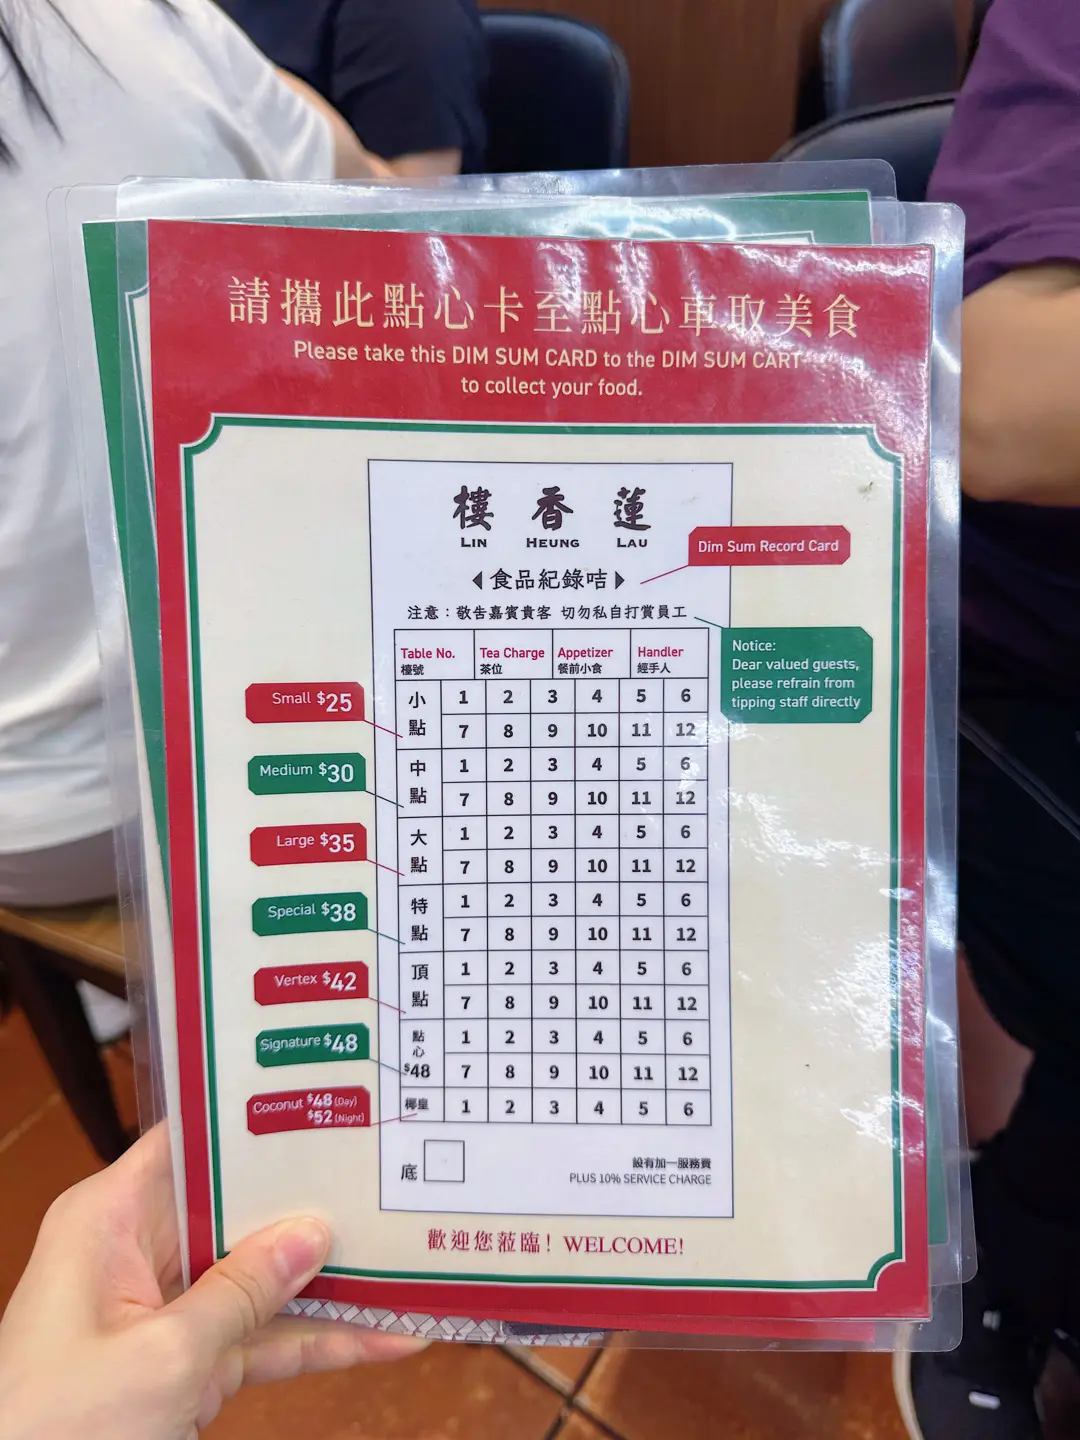 請攜此點心卡至點心車取美食
Please take this DIM SUM CARD to the DIM SUM CART
to collect your food.
樓 香 蓮
LIN HEUNG LAU
Dim Sum Record Card
食品紀錄咭
注意：敬告嘉賓貴客 切勿私自打賞員工
Notice:
Dear valued guests,
please refrain from
tipping staff directly
Table No. Tea Charge Appetizer Handler
檯號 茶位 餐前小食 經手人
Small $25
小點 1 2 3 4 5 6
7 8 9 10 11 12
Medium $30
中點 1 2 3 4 5 6
7 8 9 10 11 12
Large $35
大點 1 2 3 4 5 6
7 8 9 10 11 12
Special $38
特點 1 2 3 4 5 6
7 8 9 10 11 12
Vertex $42
頂點 1 2 3 4 5 6
7 8 9 10 11 12
Signature $48
點心$48 1 2 3 4 5 6
7 8 9 10 11 12
Coconut $48 (Day)
$52 (Night)
椰皇 1 2 3 4 5 6
底
設有加一服務費
PLUS 10% SERVICE CHARGE
歡迎您蒞臨！WELCOME!